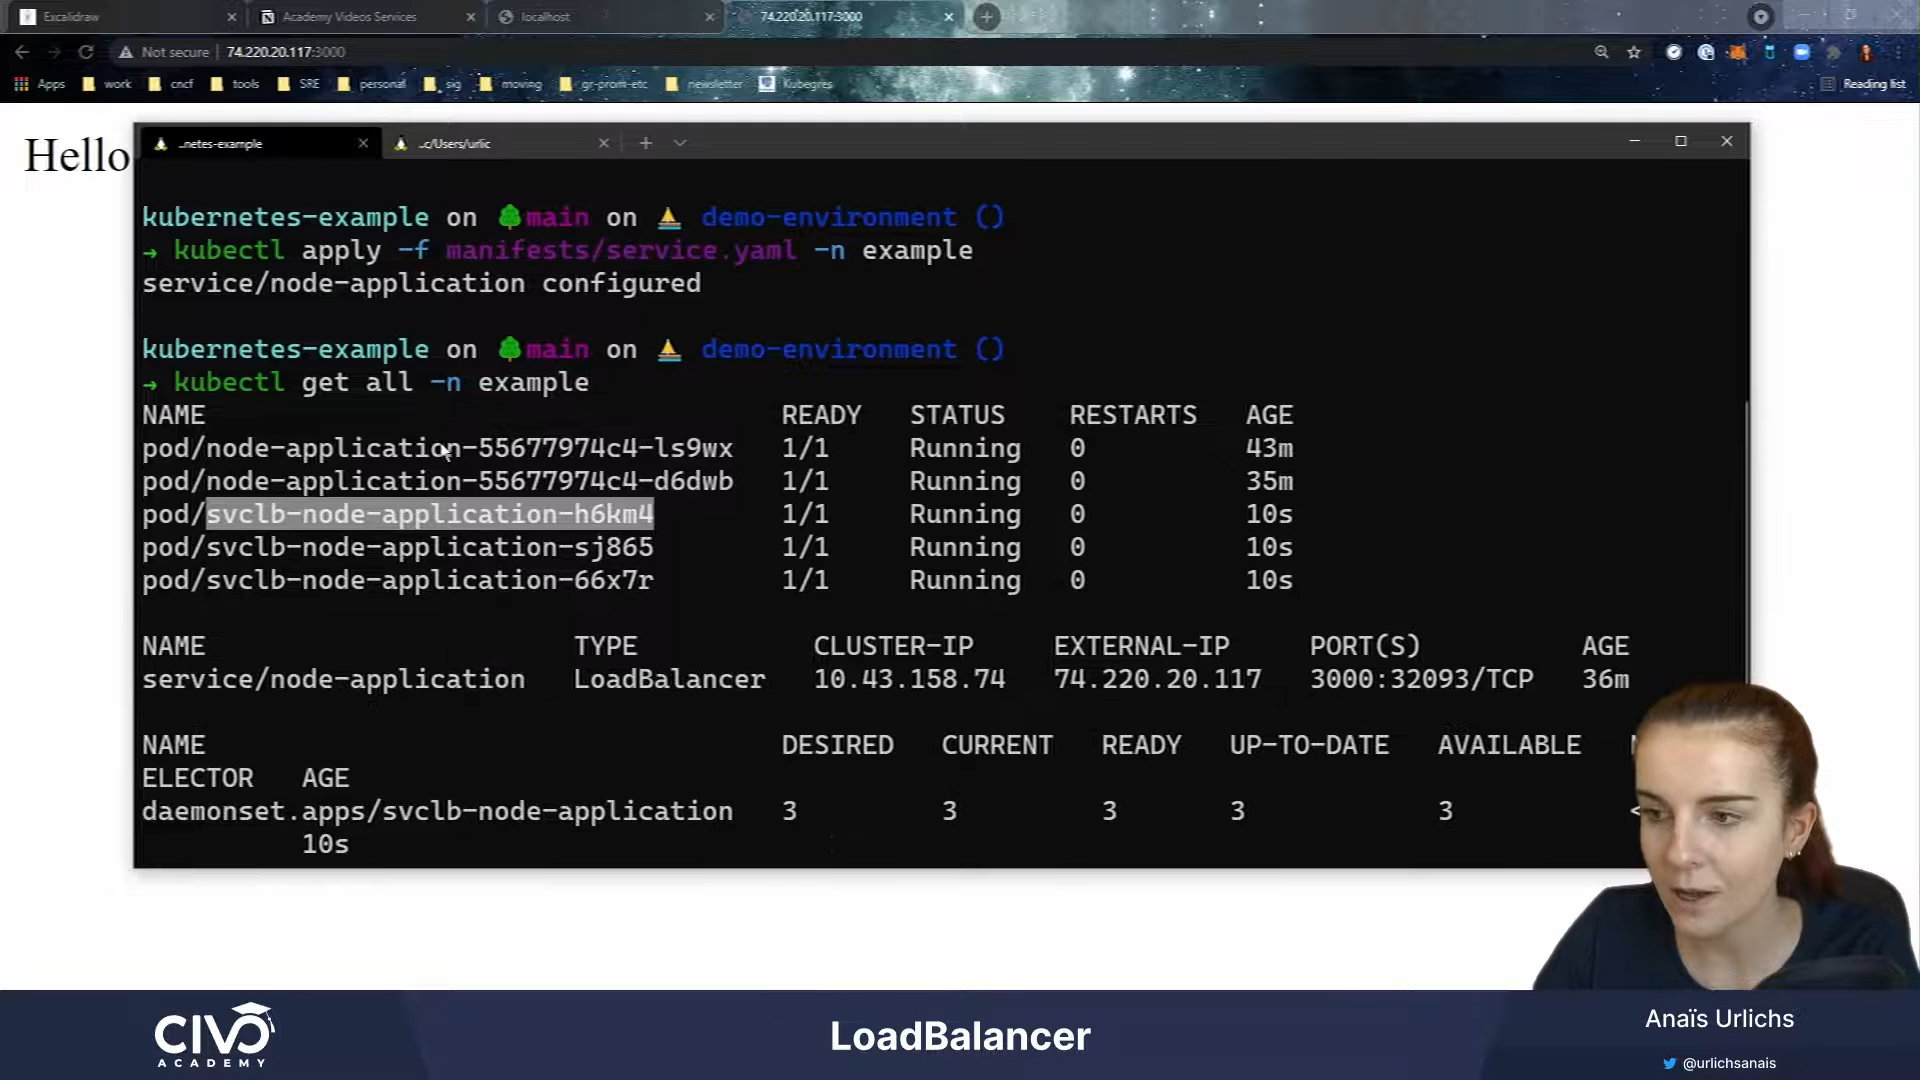 Excalidraw
Academy Videos Services
localhost
74.220.20.117:3000
Not secure | 74.220.20.117:3000
Apps work cncf tools SRE personal sig moving gr-prom-etc newsletter Kubegres Reading list
Hello
..netes-example
..c/Users/urlic
kubernetes-example on main on demo-environment ()
→ kubectl apply -f manifests/service.yaml -n example
service/node-application configured
kubernetes-example on main on demo-environment ()
→ kubectl get all -n example
NAME READY STATUS RESTARTS AGE
pod/node-application-55677974c4-ls9wx 1/1 Running 0 43m
pod/node-application-55677974c4-d6dwb 1/1 Running 0 35m
pod/svclb-node-application-h6km4 1/1 Running 0 10s
pod/svclb-node-application-sj865 1/1 Running 0 10s
pod/svclb-node-application-66x7r 1/1 Running 0 10s
NAME TYPE CLUSTER-IP EXTERNAL-IP PORT(S) AGE
service/node-application LoadBalancer 10.43.158.74 74.220.20.117 3000:32093/TCP 36m
NAME DESIRED CURRENT READY UP-TO-DATE AVAILABLE
ELECTOR AGE
daemonset.apps/svclb-node-application 3 3 3 3 3 <
10s
CIVO
ACADEMY
LoadBalancer
Anaïs Urlichs
@urlichsanais